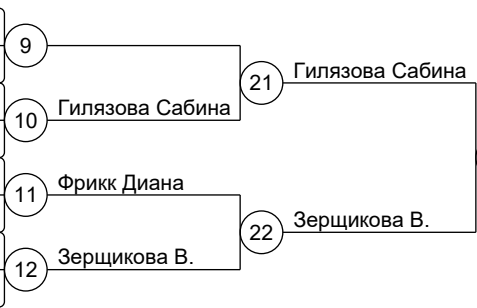 9
21 Гилязова Сабина
10 Гилязова Сабина
11 Фрикк Диана
22 Зерщикова В.
12 Зерщикова В.